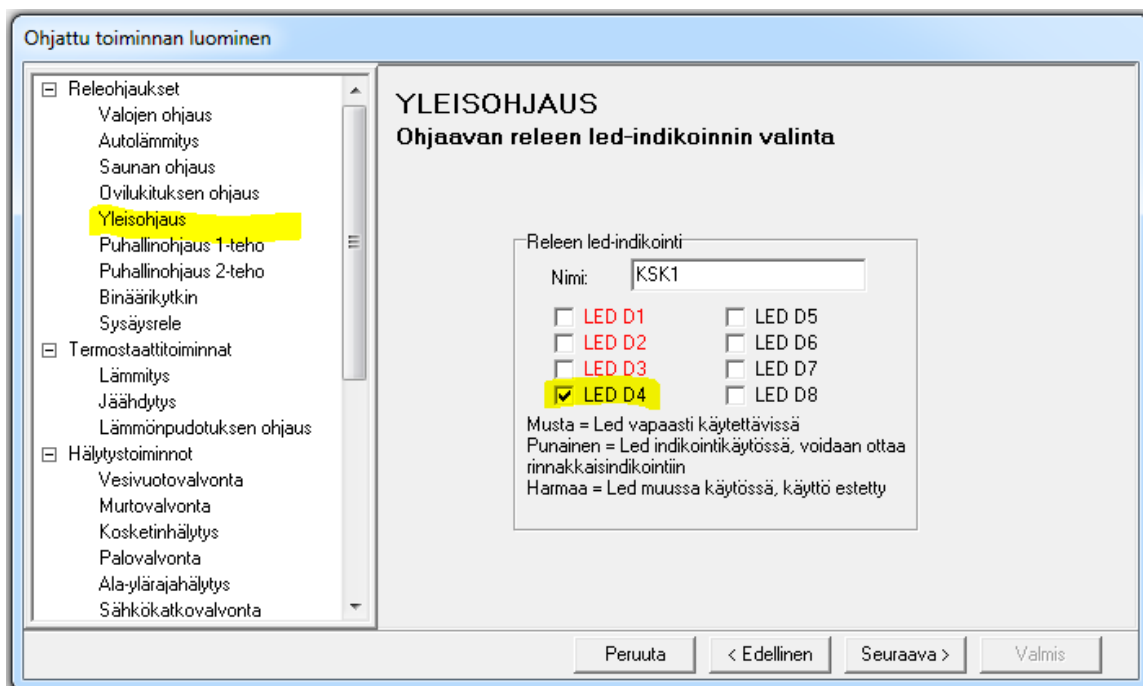 Ohjattu toiminnan luominen
Releohjaukset
Valojen ohjaus
Autolämmitys
Saunan ohjaus
Ovilukituksen ohjaus
Yleisohjaus
Puhallinohjaus 1-teho
Puhallinohjaus 2-teho
Binäärikytkin
Sysäysrele
Termostaattitoiminnat
Lämmitys
Jäähdytys
Lämmönpudotuksen ohjaus
Hälytystoiminnot
Vesivuotovalvonta
Murtovalvonta
Kosketinhälytys
Palovalvonta
Ala-ylärajahälytys
Sähkökatkovalvonta
YLEISOHJAUS
Ohjaavan releen led-indikoinnin valinta
Releen led-indikointi
Nimi: KSK1
LED D1 LED D5
LED D2 LED D6
LED D3 LED D7
LED D4 LED D8
Musta = Led vapaasti käytettävissä
Punainen = Led indikointikäytössä, voidaan ottaa
rinnakkaisindikointiin
Harmaa = Led muussa käytössä, käyttö estetty
Peruuta < Edellinen Seuraava > Valmis